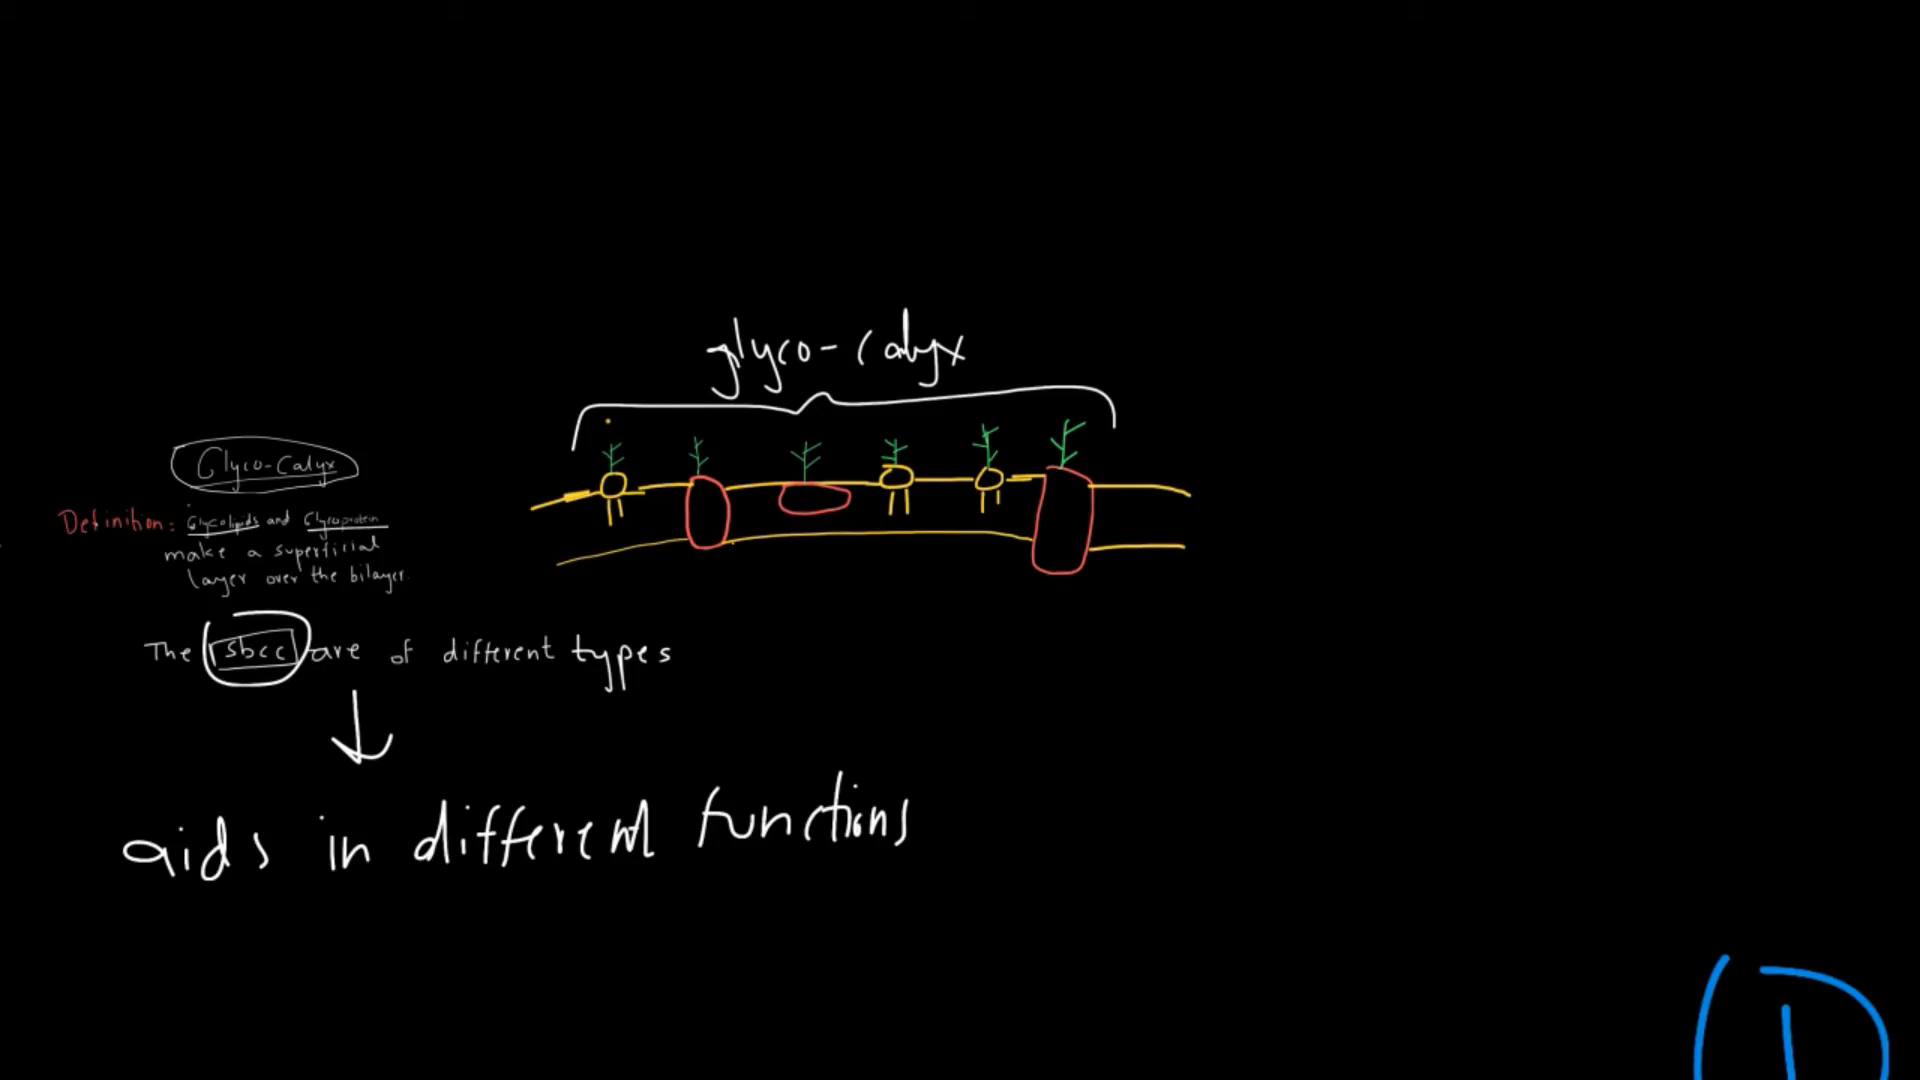 glyco-calyx
Glyco-Calyx
Definition: Glycolipids and Glycoprotein
make a superficial
layer over the bilayer.
The sbcc are of different types
aids in different functions
1